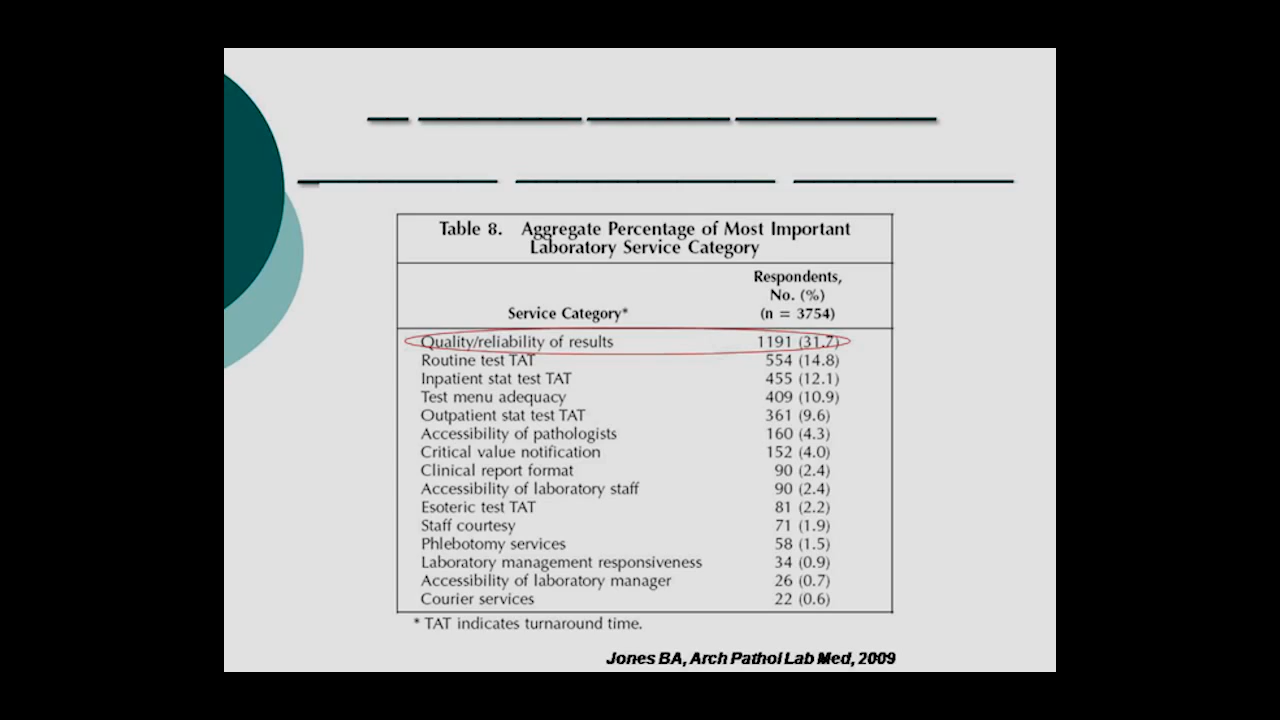 Table 8. Aggregate Percentage of Most Important
Laboratory Service Category
Respondents,
No. (%)
Service Category* (n = 3754)
Quality/reliability of results 1191 (31.7)
Routine test TAT 554 (14.8)
Inpatient stat test TAT 455 (12.1)
Test menu adequacy 409 (10.9)
Outpatient stat test TAT 361 (9.6)
Accessibility of pathologists 160 (4.3)
Critical value notification 152 (4.0)
Clinical report format 90 (2.4)
Accessibility of laboratory staff 90 (2.4)
Esoteric test TAT 81 (2.2)
Staff courtesy 71 (1.9)
Phlebotomy services 58 (1.5)
Laboratory management responsiveness 34 (0.9)
Accessibility of laboratory manager 26 (0.7)
Courier services 22 (0.6)
* TAT indicates turnaround time.
Jones BA, Arch Pathol Lab Med, 2009